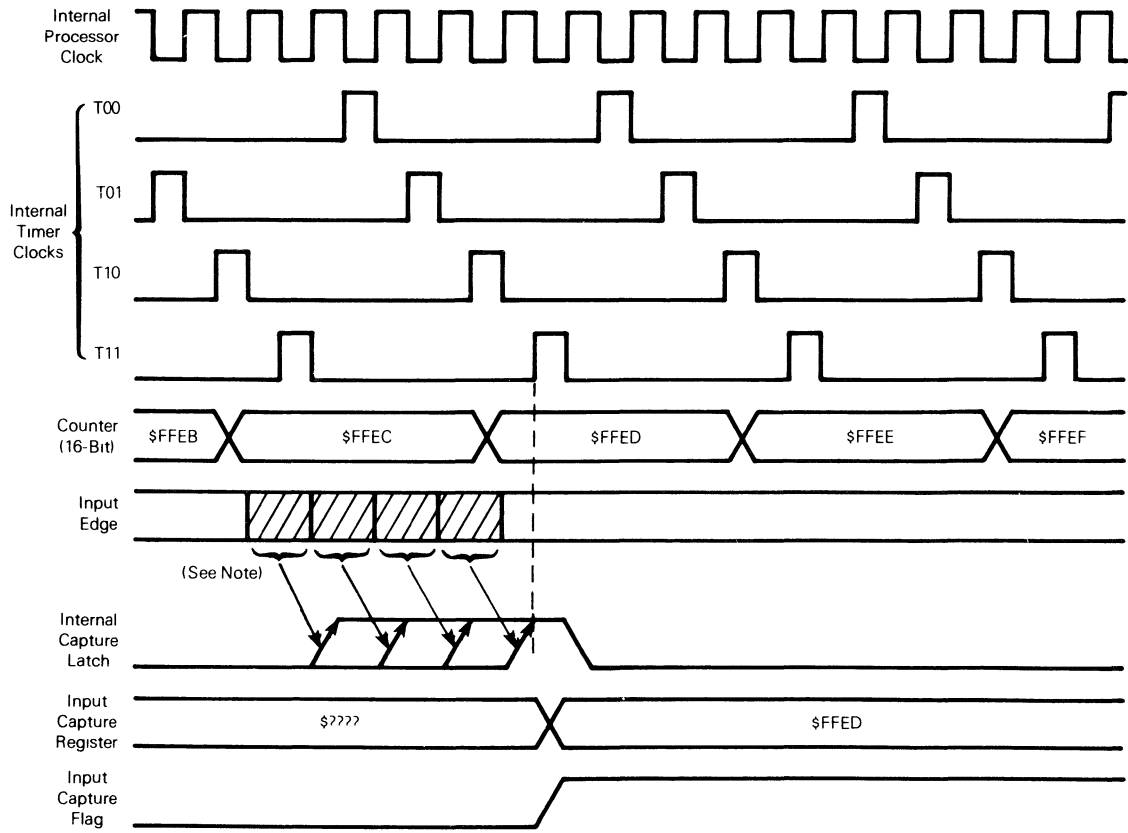 Internal
Processor
Clock
Internal
Timer
Clocks
T00
T01
T10
T11
Counter
(16-Bit)
$FFEB
$FFEC
$FFED
$FFEE
$FFEF
Input
Edge
(See Note)
Internal
Capture
Latch
Input
Capture
Register
$????
$FFED
Input
Capture
Flag